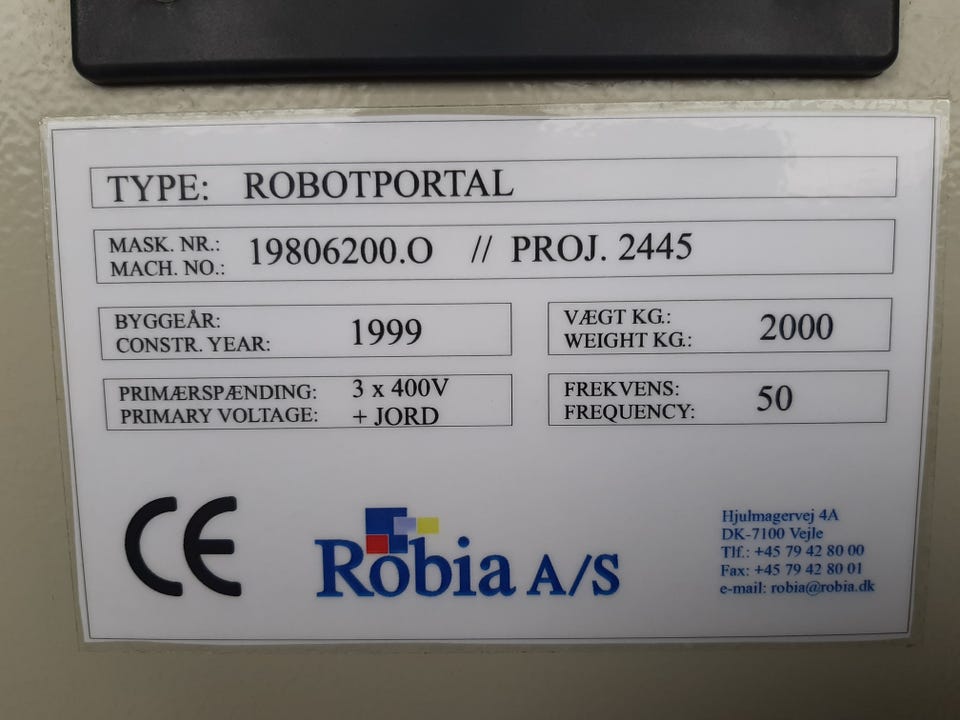 TYPE: ROBOTPORTAL
MASK. NR.:
MACH. NO.:
19806200.O // PROJ. 2445
BYGGEÅR:
CONSTR. YEAR:
1999
VÆGT KG.:
WEIGHT KG.:
2000
PRIMÆRSPÆNDING:
PRIMARY VOLTAGE:
3 x 400V
+ JORD
FREKVENS:
FREQUENCY:
50
CE
Robia A/S
Hjulmagervej 4A
DK-7100 Vejle
Tlf.: +45 79 42 80 00
Fax: +45 79 42 80 01
e-mail: robia@robia.dk